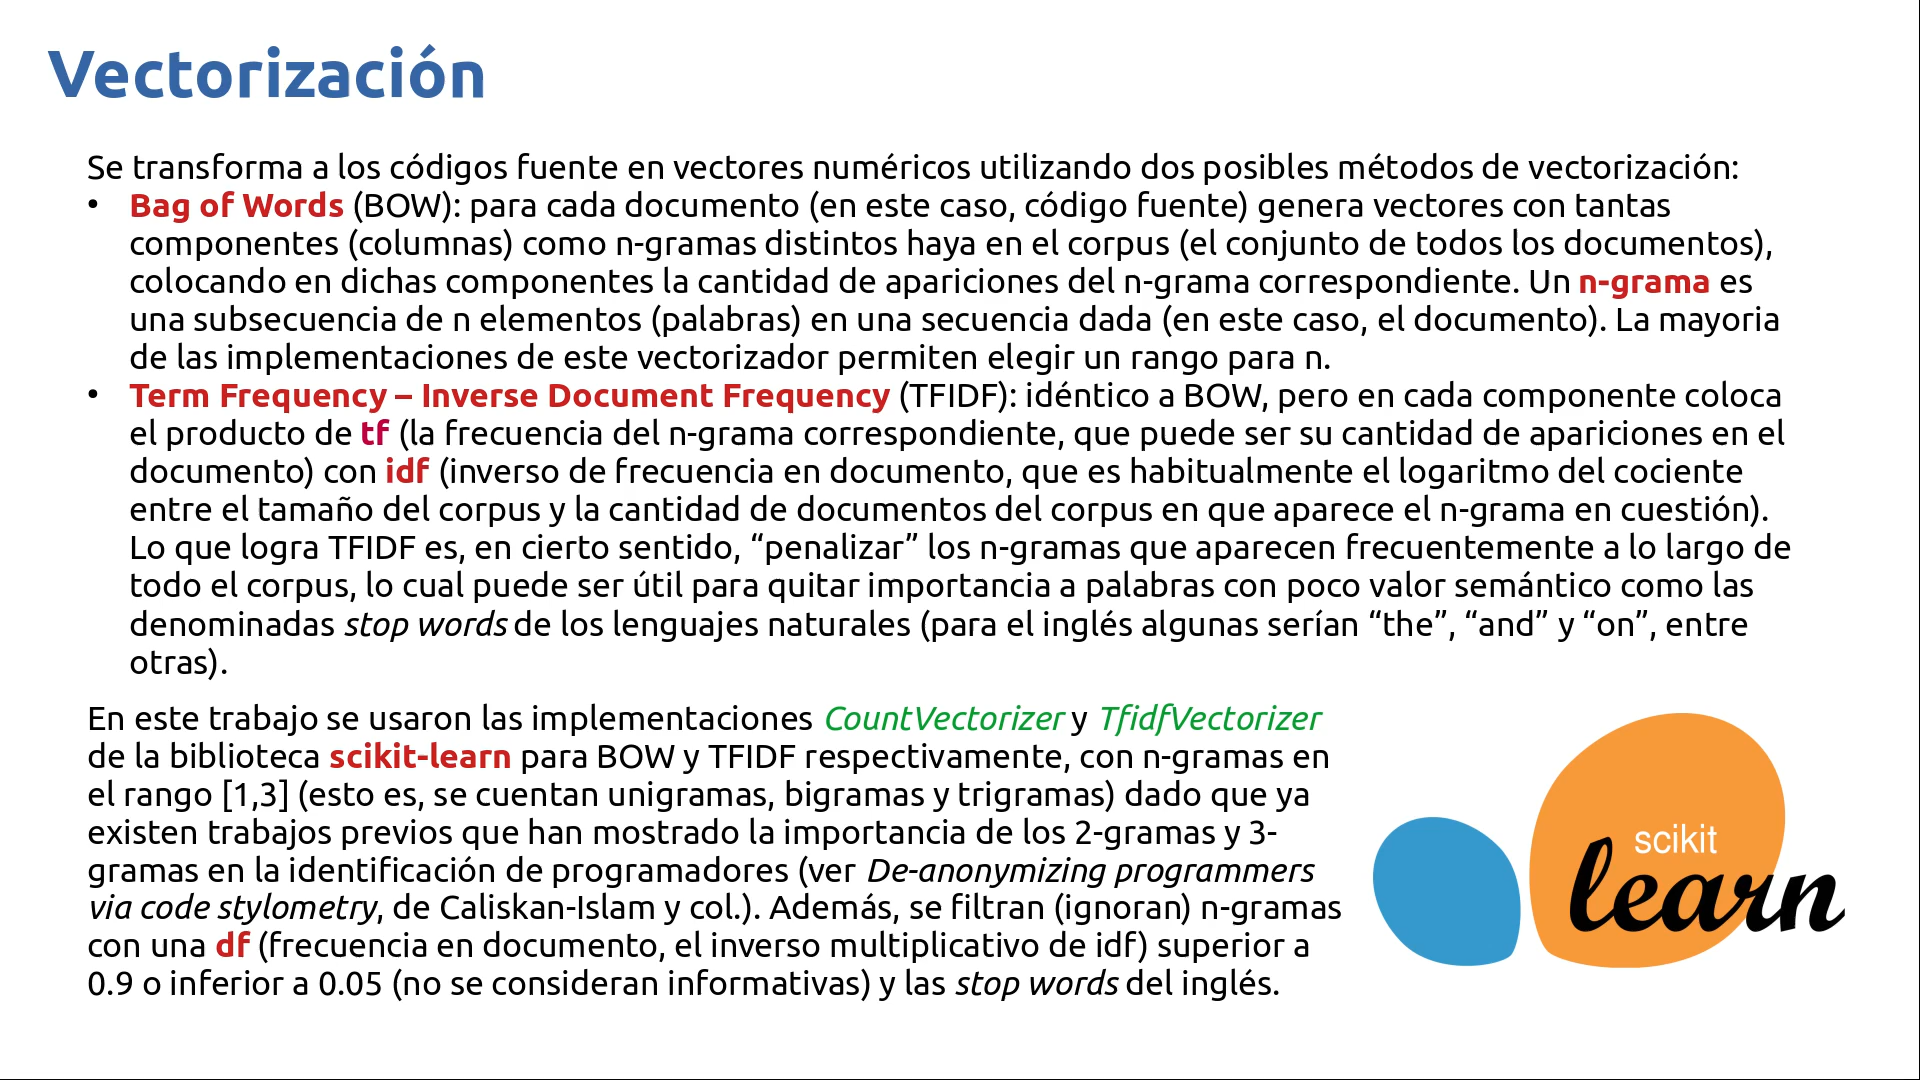 Vectorización
Se transforma a los códigos fuente en vectores numéricos utilizando dos posibles métodos de vectorización:
• Bag of Words (BOW): para cada documento (en este caso, código fuente) genera vectores con tantas
componentes (columnas) como n-gramas distintos haya en el corpus (el conjunto de todos los documentos),
colocando en dichas componentes la cantidad de apariciones del n-grama correspondiente. Un n-grama es
una subsecuencia de n elementos (palabras) en una secuencia dada (en este caso, el documento). La mayoria
de las implementaciones de este vectorizador permiten elegir un rango para n.
• Term Frequency – Inverse Document Frequency (TFIDF): idéntico a BOW, pero en cada componente coloca
el producto de tf (la frecuencia del n-grama correspondiente, que puede ser su cantidad de apariciones en el
documento) con idf (inverso de frecuencia en documento, que es habitualmente el logaritmo del cociente
entre el tamaño del corpus y la cantidad de documentos del corpus en que aparece el n-grama en cuestión).
Lo que logra TFIDF es, en cierto sentido, “penalizar” los n-gramas que aparecen frecuentemente a lo largo de
todo el corpus, lo cual puede ser útil para quitar importancia a palabras con poco valor semántico como las
denominadas stop words de los lenguajes naturales (para el inglés algunas serían “the”, “and” y “on”, entre
otras).
En este trabajo se usaron las implementaciones CountVectorizer y TfidfVectorizer
de la biblioteca scikit-learn para BOW y TFIDF respectivamente, con n-gramas en
el rango [1,3] (esto es, se cuentan unigramas, bigramas y trigramas) dado que ya
existen trabajos previos que han mostrado la importancia de los 2-gramas y 3-
gramas en la identificación de programadores (ver De-anonymizing programmers
via code stylometry, de Caliskan-Islam y col.). Además, se filtran (ignoran) n-gramas
con una df (frecuencia en documento, el inverso multiplicativo de idf) superior a
0.9 o inferior a 0.05 (no se consideran informativas) y las stop words del inglés.
scikit
learn